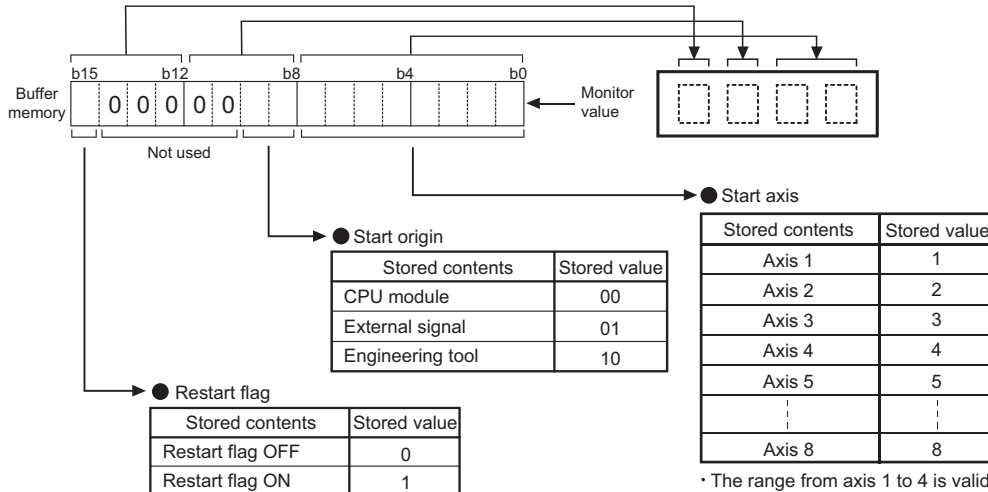 b15 b12 b8 b4 b0
Buffer
memory
0 0 0 0 0
Monitor
value
Not used
● Start axis
Stored contents Stored value
Axis 1 1
Axis 2 2
Axis 3 3
Axis 4 4
Axis 5 5
Axis 8 8
・The range from axis 1 to 4 is valid
● Start origin
Stored contents Stored value
CPU module 00
External signal 01
Engineering tool 10
● Restart flag
Stored contents Stored value
Restart flag OFF 0
Restart flag ON 1